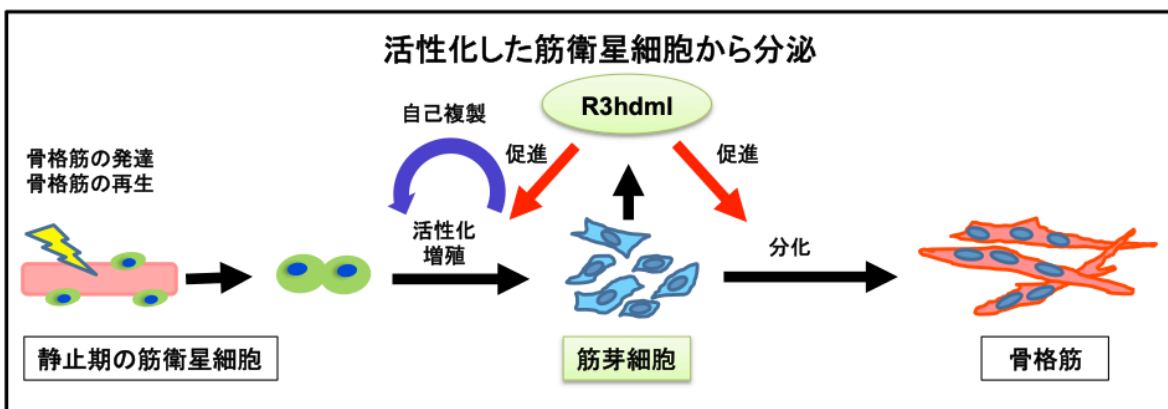 活性化した筋衛星細胞から分泌
R3hdml
自己複製
促進
促進
骨格筋の発達
骨格筋の再生
活性化
増殖
分化
静止期の筋衛星細胞
筋芽細胞
骨格筋